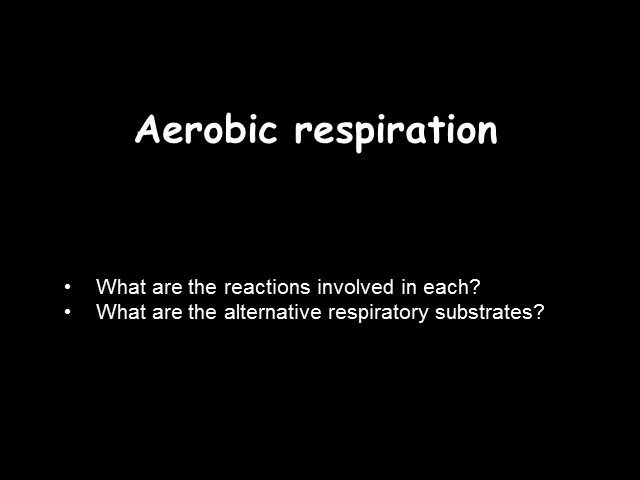 Aerobic respiration
• What are the reactions involved in each?
• What are the alternative respiratory substrates?